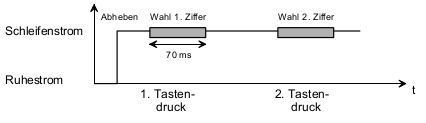 Abheben
Wahl 1. Ziffer
Wahl 2. Ziffer
Schleifenstrom
70 ms
Ruhestrom
t
1. Tasten-
druck
2. Tasten-
druck